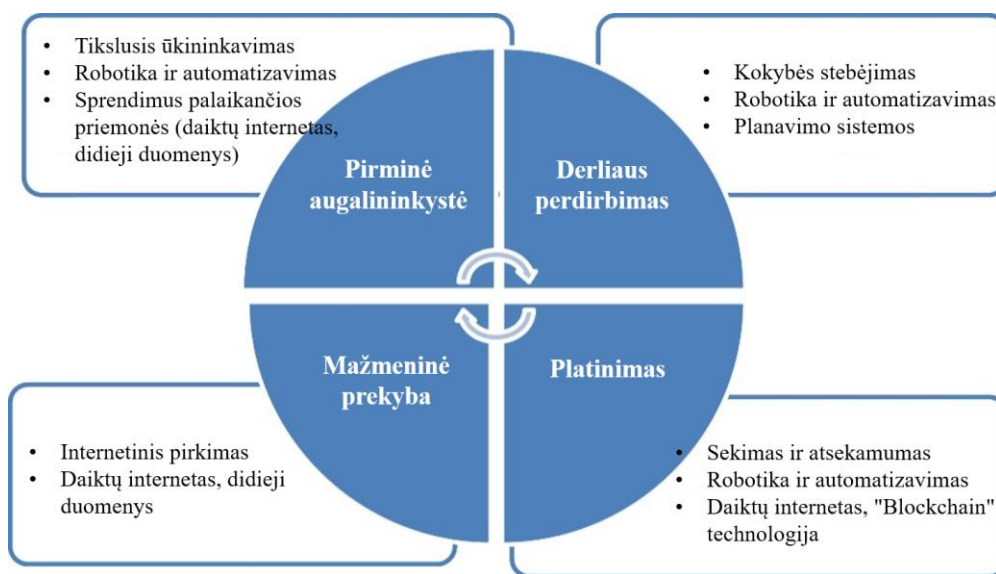 • Tikslusis ūkininkavimas
• Robotika ir automatizavimas
• Sprendimus palaikančios
priemonės (daiktų internetas,
didieji duomenys)
Pirminė
augalininkystė
• Kokybės stebėjimas
• Robotika ir automatizavimas
• Planavimo sistemos
Derliaus
perdirbimas
Mažmeninė
prekyba
• Internetinis pirkimas
• Daiktų internetas, didieji
duomenys
Platinimas
• Sekimas ir atsekamumas
• Robotika ir automatizavimas
• Daiktų internetas, "Blockchain"
technologija